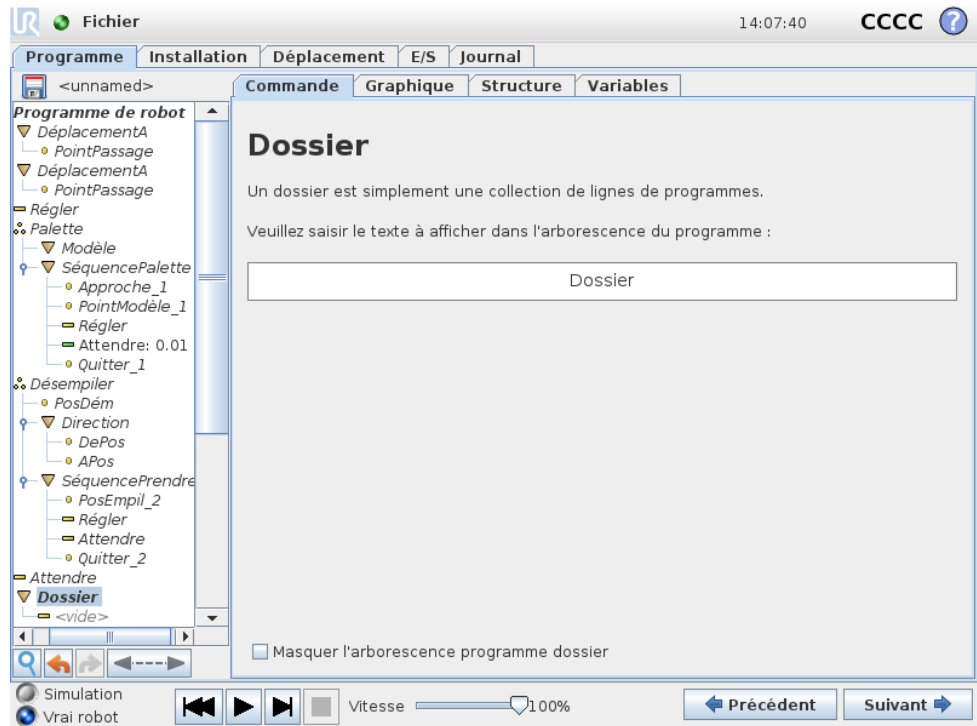 Fichier
14:07:40
CCCC
?
Programme
Installation
Déplacement
E/S
Journal
<unnamed>
Commande
Graphique
Structure
Variables
Programme de robot
DéplacementA
PointPassage
DéplacementA
PointPassage
Régler
Palette
Modèle
SéquencePalette
Approche_1
PointModèle_1
Régler
Attendre: 0.01
Quitter_1
Désempiler
PosDém
Direction
DePos
APos
SéquencePrendre
PosEmpil_2
Régler
Attendre
Quitter_2
Attendre
Dossier
<vide>
Dossier
Un dossier est simplement une collection de lignes de programmes.
Veuillez saisir le texte à afficher dans l'arborescence du programme :
Dossier
Masquer l'arborescence programme dossier
Simulation
Vrai robot
Vitesse
100%
Précédent
Suivant